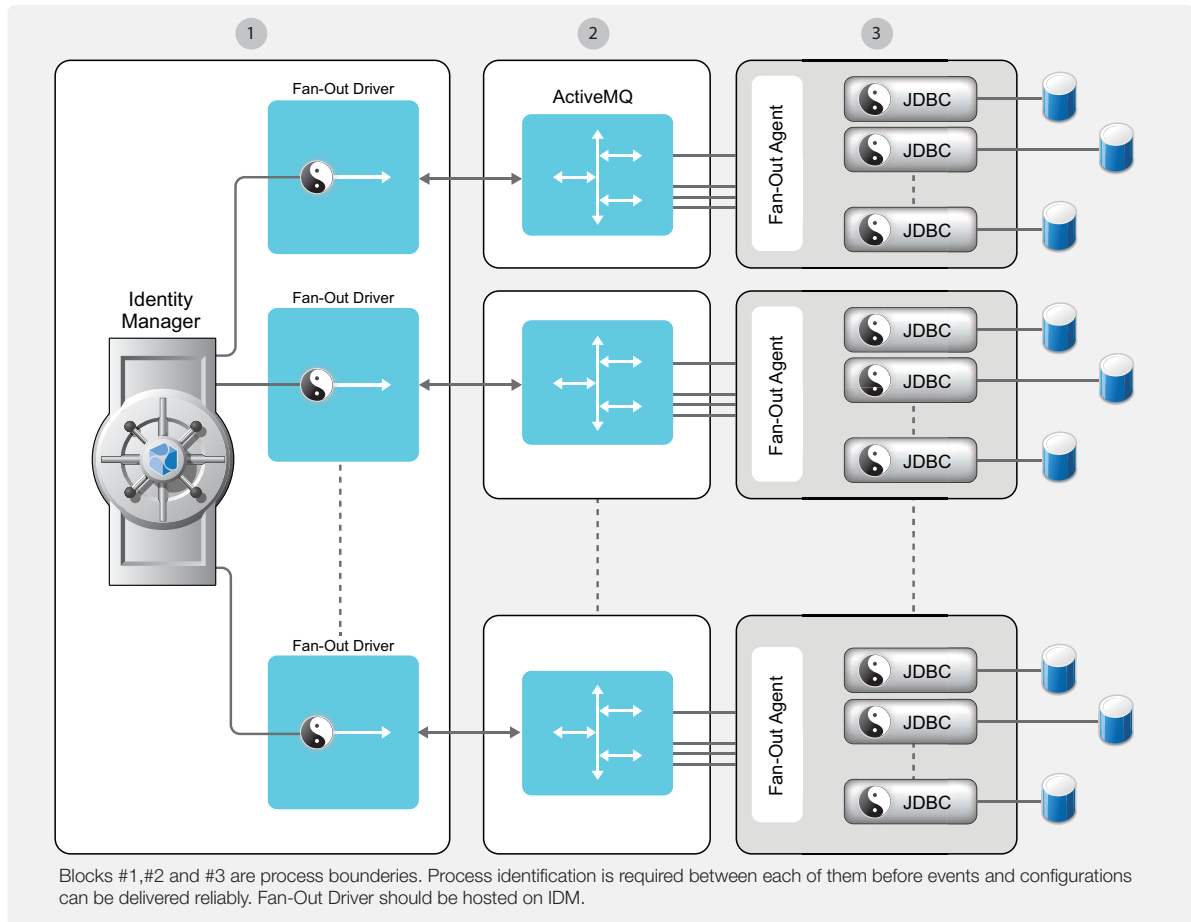 1
2
3
Fan-Out Driver
ActiveMQ
Fan-Out Agent
JDBC
JDBC
JDBC
Identity
Manager
Fan-Out Driver
Fan-Out Agent
JDBC
JDBC
JDBC
Fan-Out Driver
Fan-Out Agent
JDBC
JDBC
JDBC
Blocks #1,#2 and #3 are process bounderies. Process identification is required between each of them before events and configurations
can be delivered reliably. Fan-Out Driver should be hosted on IDM.